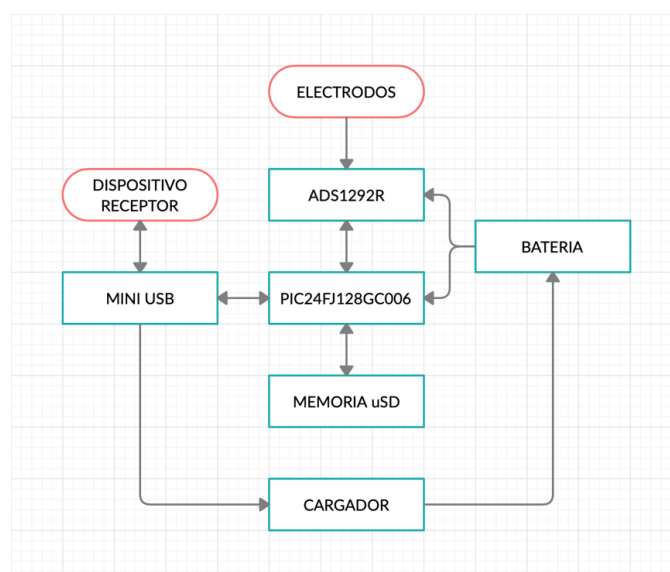 ELECTRODOS
DISPOSITIVO
RECEPTOR
ADS1292R
BATERIA
MINI USB
PIC24FJ128GC006
MEMORIA uSD
CARGADOR